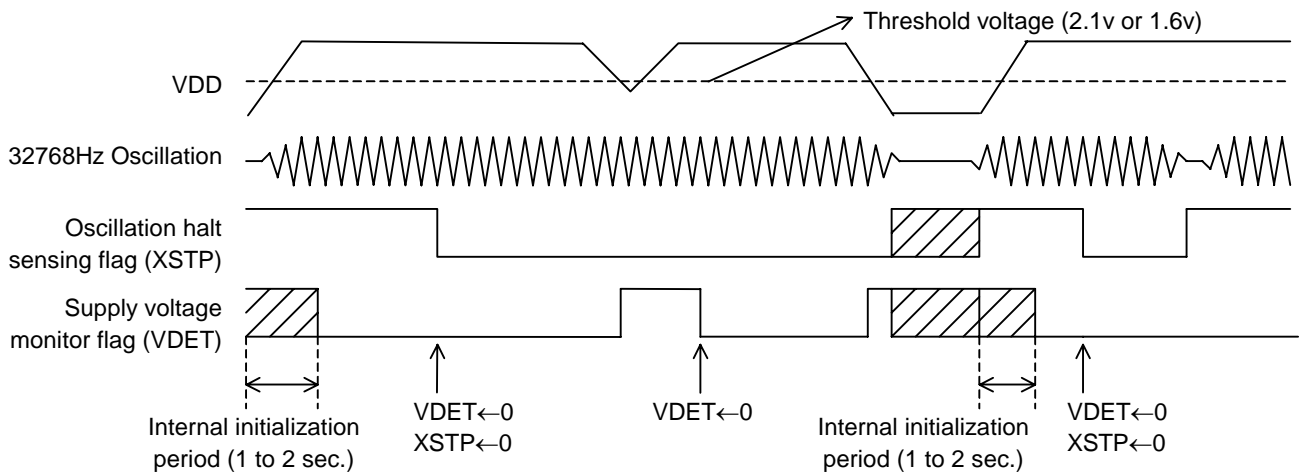 Threshold voltage (2.1v or 1.6v)
VDD
32768Hz Oscillation
Oscillation halt
sensing flag (XSTP)
Supply voltage
monitor flag (VDET)
Internal initialization
period (1 to 2 sec.)
VDET←0
XSTP←0
VDET←0
Internal initialization
period (1 to 2 sec.)
VDET←0
XSTP←0